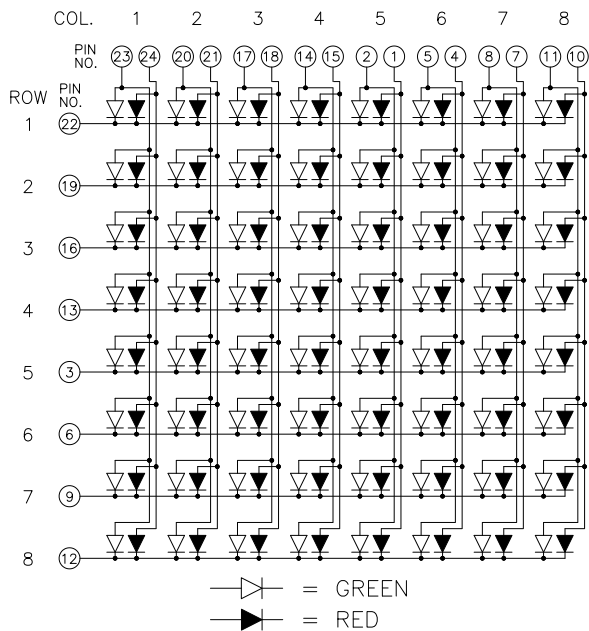 COL. 1 2 3 4 5 6 7 8
PIN NO. 23 24 20 21 17 18 14 15 2 1 5 4 8 7 11 10
ROW PIN NO.
1 22
2 19
3 16
4 13
5 3
6 6
7 9
8 12
= GREEN
= RED